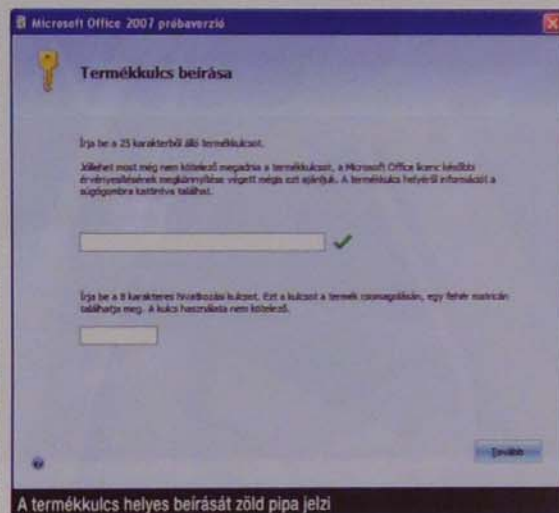 Microsoft Office 2007 próbaverzió
Termékkulcs beírása
Írja be a 25 karakterből álló termékkulcsot.
Jóllehet most még nem kötelező megadnia a termékkulcsot, a Microsoft Office licenc későbbi
érvényesítésének megkönnyítése végett mégis ezt ajánljuk. A termékkulcs helyéről információt a
súgógombra kattintva találhat.
Írja be a 8 karakteres hivatkozási kulcsot. Ezt a kulcsot a termék csomagolásán, egy fehér matricán
találhatja meg. A kulcs használata nem kötelező.
Tovább
A termékkulcs helyes beírását zöld pipa jelzi